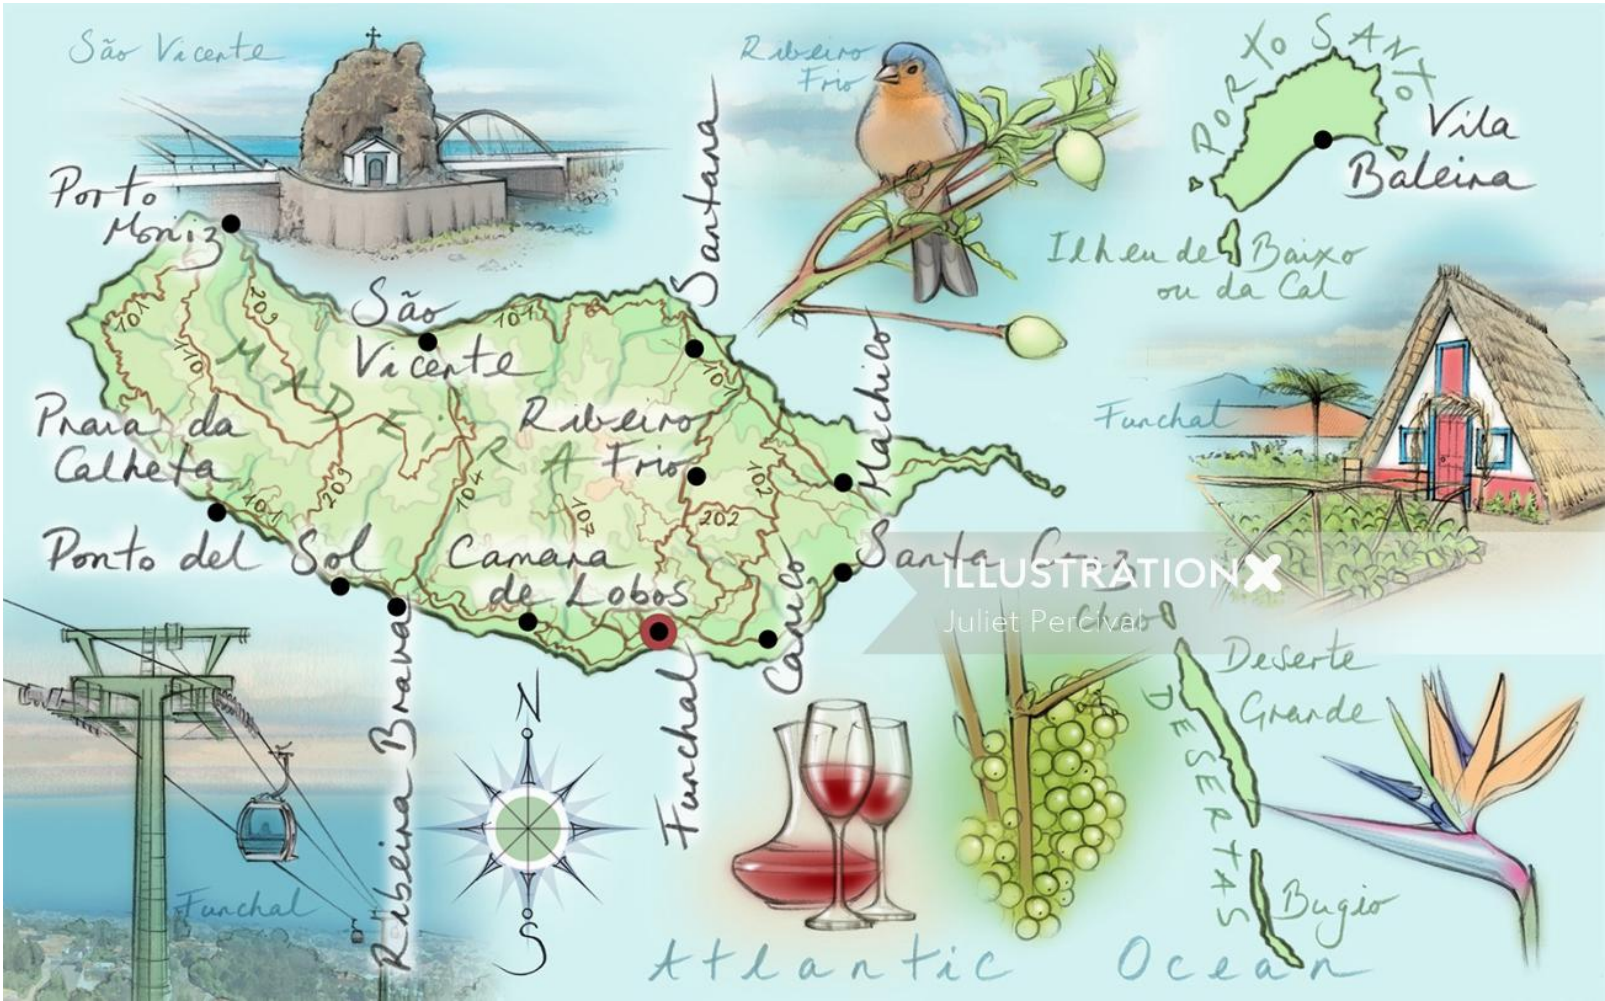 São Vicente
Ribeiro
Frio
PORTO SANTO
Vila
Baleira
Ilheu de Baixo
ou da Cal
Porto
Moniz
Santana
São
Vicente
101
209
101
110
101
MADEIRA
Machico
Funchal
Praia da
Calheta
Ribeiro
Frio
101
203
104
107
102
202
Ponto del Sol
Camara
de Lobos
Santa Cruz
ILLUSTRATIONX
Juliet Percival
Chao
Caniço
Funchal
Ribeira Brava
Deserte
Grande
DESERTAS
Bugio
N
S
Funchal
Atlantic Ocean